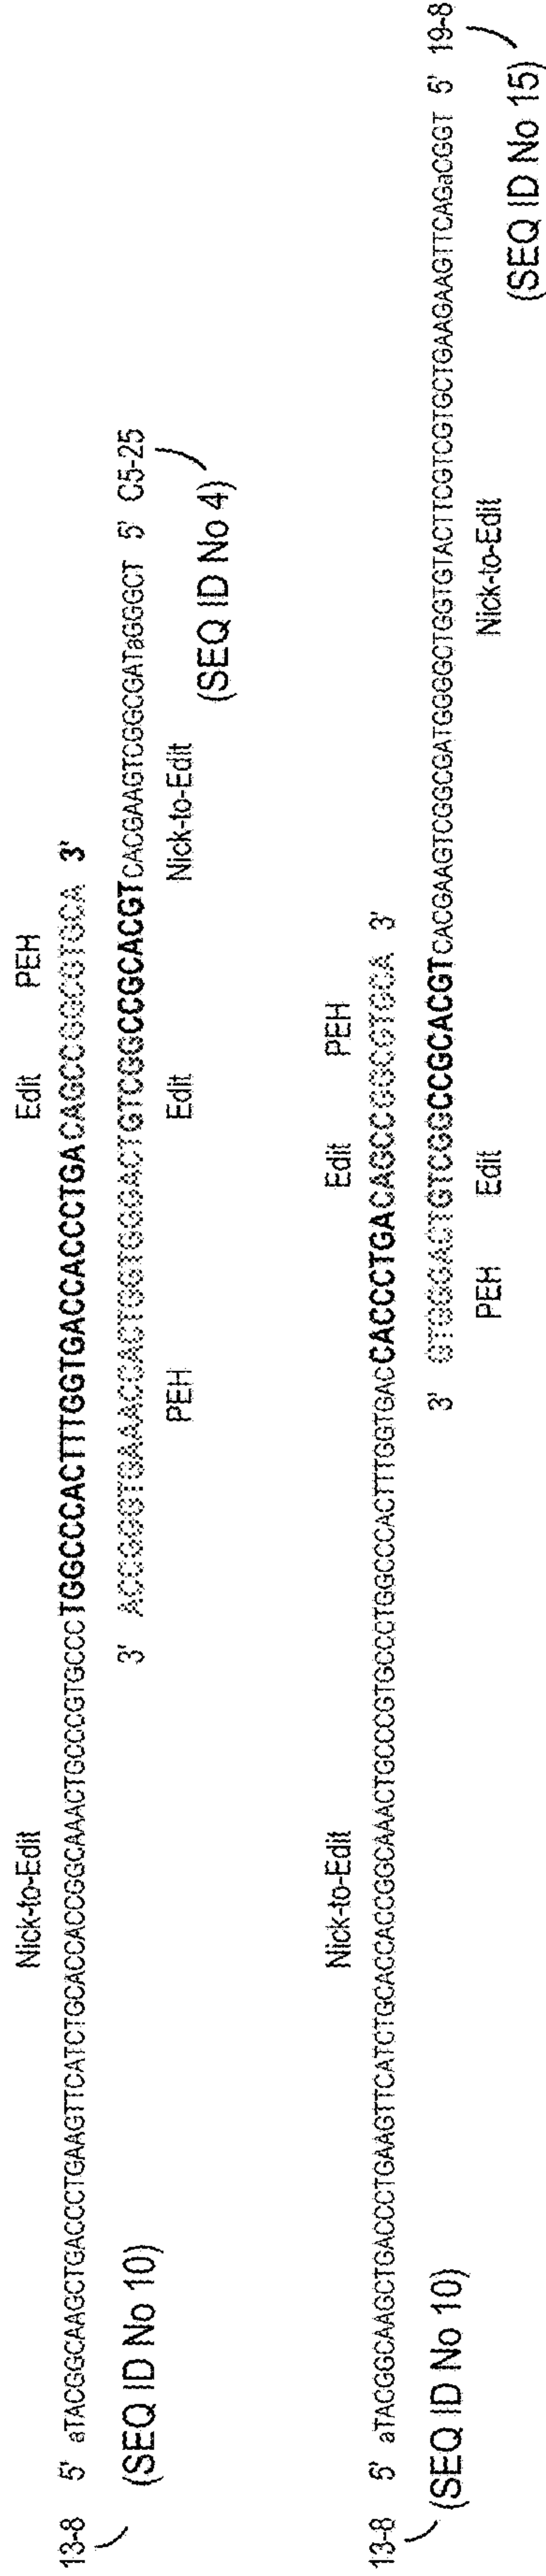 Nick-to-Edit Edit PEH
13-8 5' aTACGGCAAGCTGACCCTGAAGTTCATCTGCACCACCGGCAAACTGCCCGTGCCCTGGCCCACTTTGGTGACCACCCTGACAGCCGGCGTGCA 3'
(SEQ ID No 10)
3' ACCGGGTGAAACCACTGGTGGGACTGTCGGCCGCACGTCACGAAGTCGGCGATaGGGCT 5' C5-25
PEH Edit Nick-to-Edit
(SEQ ID No 4)
Nick-to-Edit Edit PEH
13-8 5' aTACGGCAAGCTGACCCTGAAGTTCATCTGCACCACCGGCAAACTGCCCGTGCCCTGGCCCACTTTGGTGACCACCCTGACAGCCGGCGTGCA 3'
(SEQ ID No 10)
3' GTGGGACTGTCGGCCGCACGTCACGAAGTCGGCGATGGGGCTGGTGTACTTCGTCGTGCTGAAGAAGTTCAGaCGGT 5' 19-8
PEH Edit Nick-to-Edit
(SEQ ID No 15)